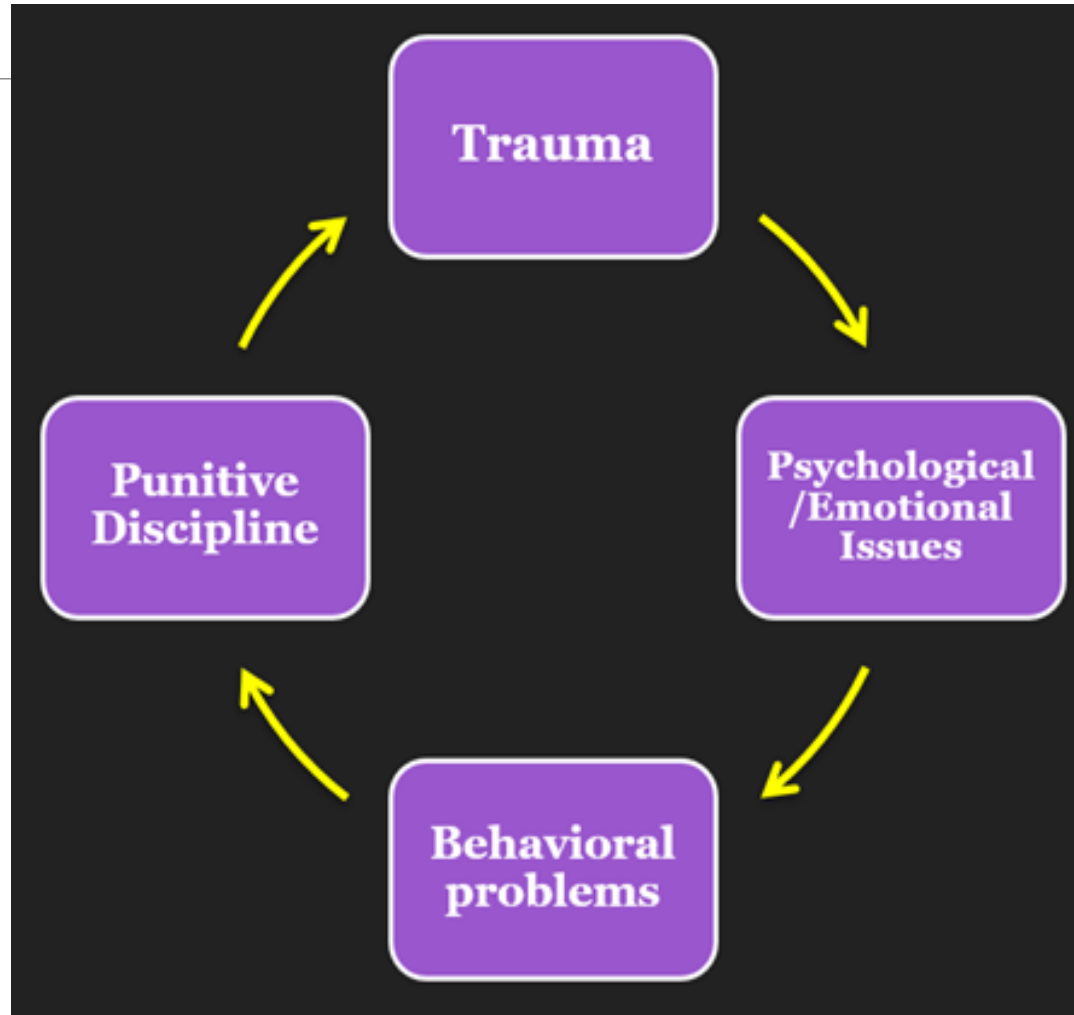 Trauma
Psychological
/Emotional
Issues
Behavioral
problems
Punitive
Discipline